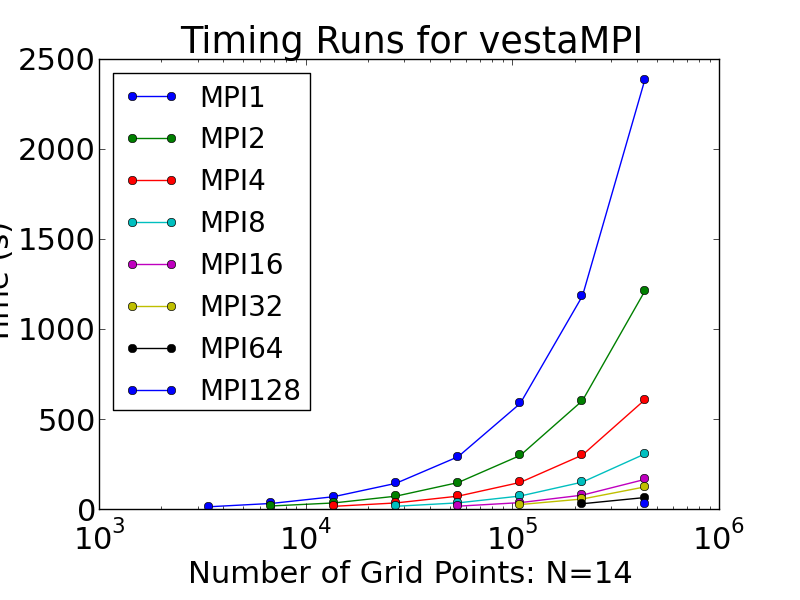 Timing Runs for vestaMPI
2500
2000
1500
1000
500
0
MPI1
MPI2
MPI4
MPI8
MPI16
MPI32
MPI64
MPI128
10³ 10⁴ 10⁵ 10⁶
Number of Grid Points: N=14